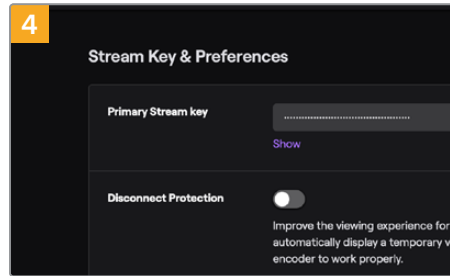 4
Stream Key & Preferences
Primary Stream key
Show
Disconnect Protection
Improve the viewing experience for
automatically display a temporary v
encoder to work properly.